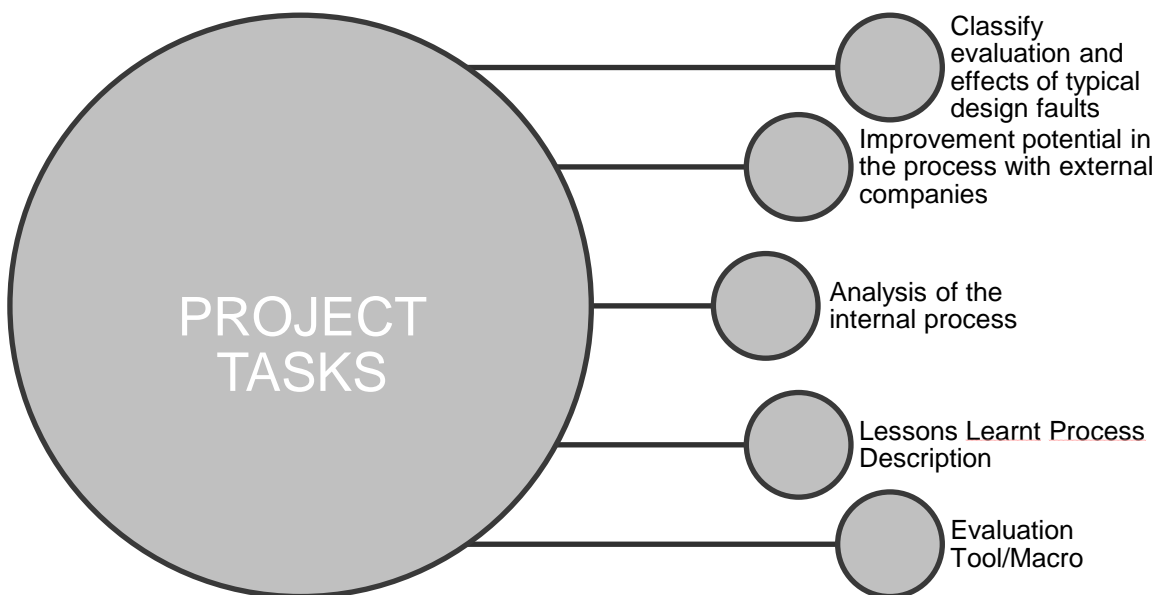 PROJECT
TASKS
Classify
evaluation and
effects of typical
design faults
Improvement potential in
the process with external
companies
Analysis of the
internal process
Lessons Learnt Process
Description
Evaluation
Tool/Macro